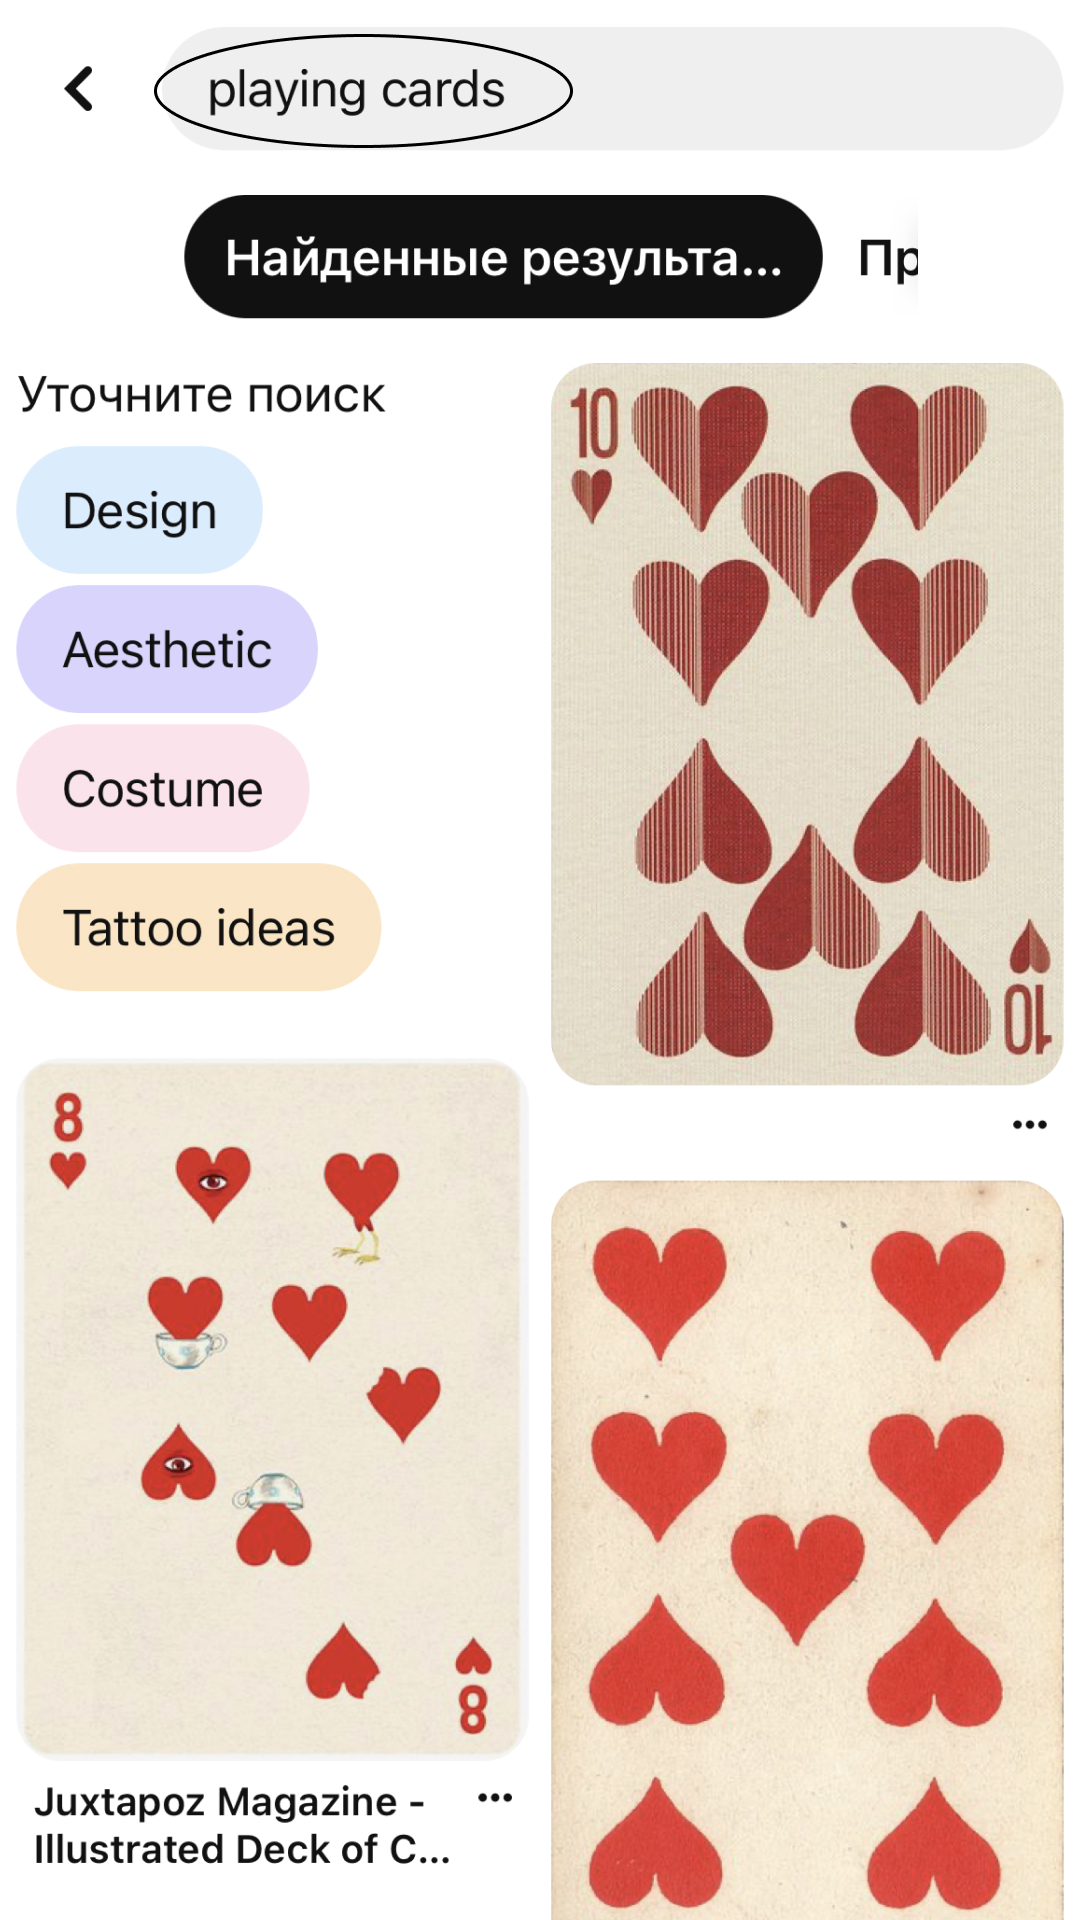 playing cards
Найденные результа...
Пр
Уточните поиск
Design
Aesthetic
Costume
Tattoo ideas
10
10
8
8
Juxtapoz Magazine -
Illustrated Deck of C...